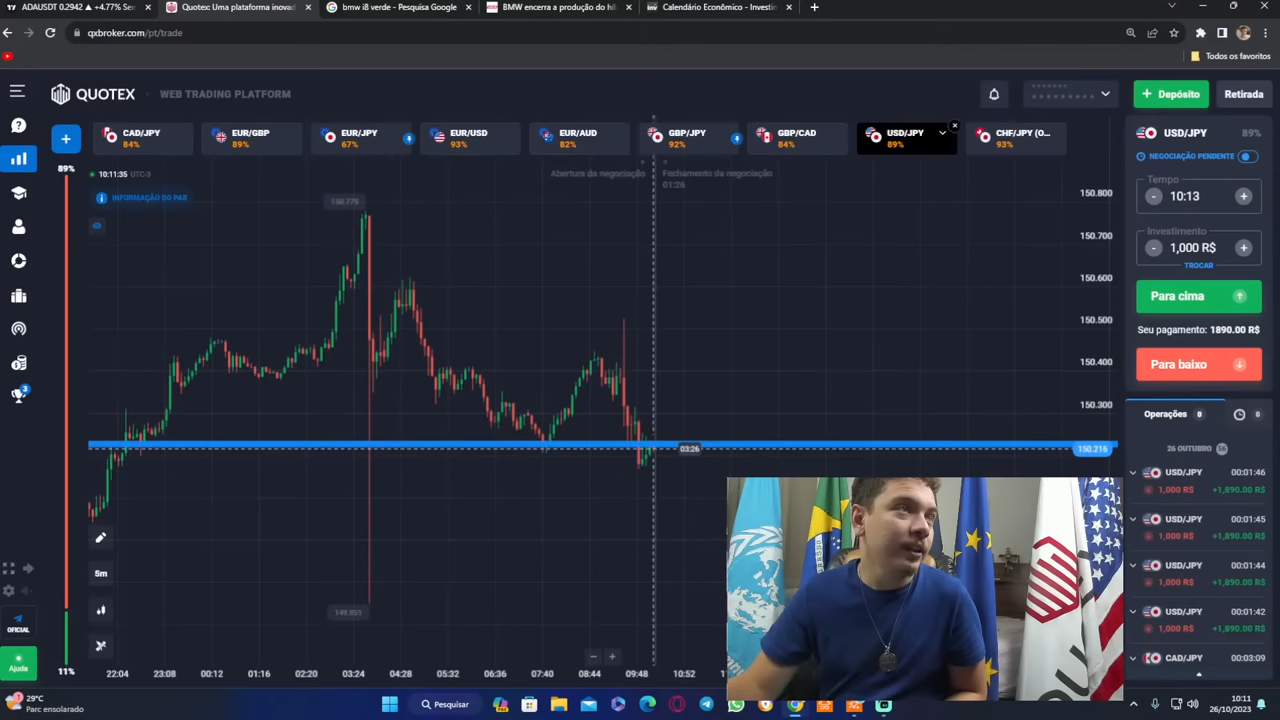 ADAUSDT 0.2942 ▲ +4.77% Sen
Quotex: Uma plataforma inovad
bmw i8 verde - Pesquisa Google
BMW encerra a produção do hí
Calendário Econômico - Investin
qxbroker.com/pt/trade
Todos os favoritos
QUOTEX
WEB TRADING PLATFORM
Depósito
Retirada
CAD/JPY
84%
EUR/GBP
89%
EUR/JPY
67%
EUR/USD
93%
EUR/AUD
82%
GBP/JPY
92%
GBP/CAD
84%
USD/JPY
89%
CHF/JPY (O...
93%
USD/JPY
89%
NEGOCIAÇÃO PENDENTE
Tempo
10:13
Investimento
1,000 R$
TROCAR
Para cima
Seu pagamento: 1890.00 R$
Para baixo
89%
10:11:35 UTC-3
INFORMAÇÃO DO PAR
Abertura da negociação
Fechamento da negociação
01:26
150.779
150.800
150.700
150.600
150.500
150.400
150.300
03:26
150.216
149.851
Operações 0
0
26 OUTUBRO
USD/JPY 00:01:46
1,000 R$ +1,890.00 R$
USD/JPY 00:01:45
1,000 R$ +1,890.00 R$
USD/JPY 00:01:44
1,000 R$ +1,890.00 R$
USD/JPY 00:01:42
1,000 R$ +1,890.00 R$
CAD/JPY 00:03:09
3
5m
OFICIAL
Ajuda
11%
22:04 23:08 00:12 01:16 02:20 03:24 04:28 05:32 06:36 07:40 08:44 09:48 10:52
29°C
Parc ensolarado
Pesquisar
10:11
26/10/2023